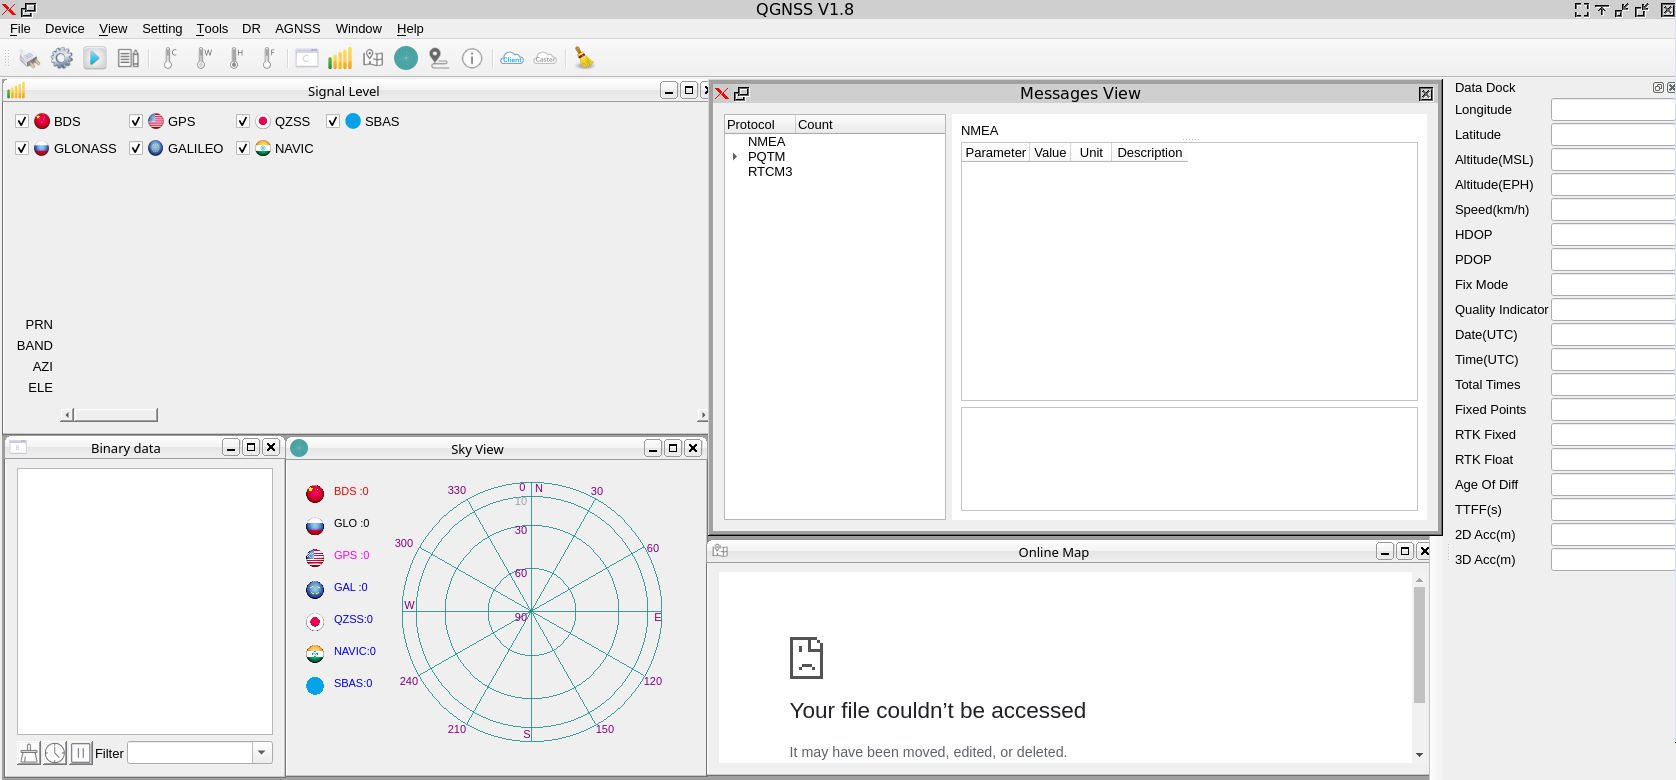 QGNSS V1.8
File Device View Setting Tools DR AGNSS Window Help
C W H F C Client Caster
Signal Level
BDS GPS QZSS SBAS
GLONASS GALILEO NAVIC
PRN
BAND
AZI
ELE
Messages View
Protocol Count
NMEA
PQTM
RTCM3
NMEA
Parameter Value Unit Description
Data Dock
Longitude
Latitude
Altitude(MSL)
Altitude(EPH)
Speed(km/h)
HDOP
PDOP
Fix Mode
Quality Indicator
Date(UTC)
Time(UTC)
Total Times
Fixed Points
RTK Fixed
RTK Float
Age Of Diff
TTFF(s)
2D Acc(m)
3D Acc(m)
Binary data
Filter
Sky View
BDS :0
GLO :0
GPS :0
GAL :0
QZSS:0
NAVIC:0
SBAS:0
330 0 N 30
10
30
300 60
60
W 90 E
240 120
210 S 150
Online Map
Your file couldn’t be accessed
It may have been moved, edited, or deleted.